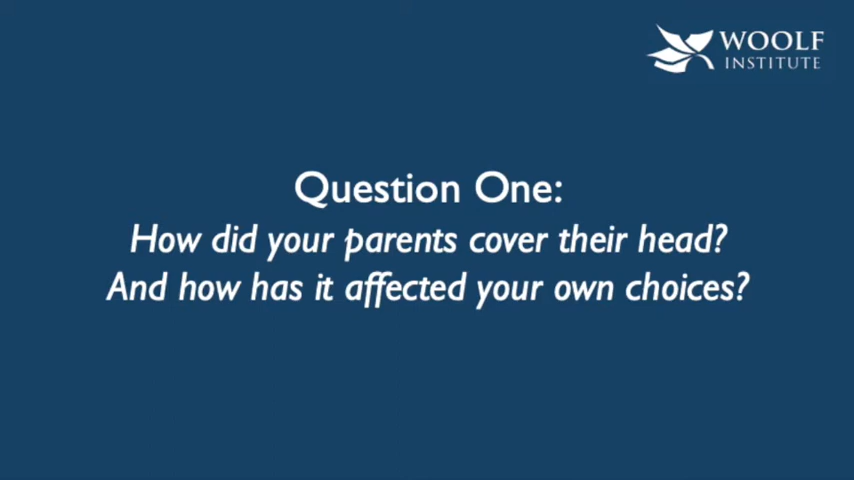 WOOLF
INSTITUTE
Question One:
How did your parents cover their head?
And how has it affected your own choices?